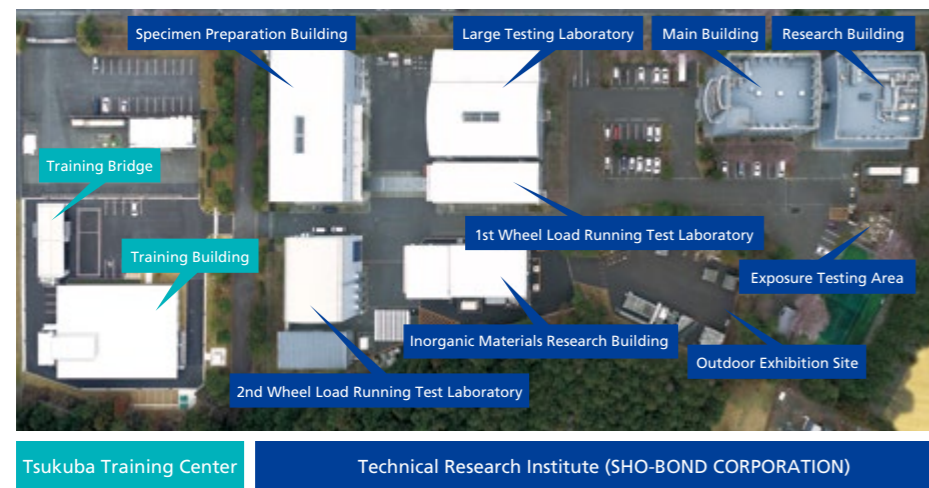 Specimen Preparation Building
Large Testing Laboratory
Main Building
Research Building
Training Bridge
1st Wheel Load Running Test Laboratory
Training Building
Exposure Testing Area
Inorganic Materials Research Building
Outdoor Exhibition Site
2nd Wheel Load Running Test Laboratory
Tsukuba Training Center
Technical Research Institute (SHO-BOND CORPORATION)